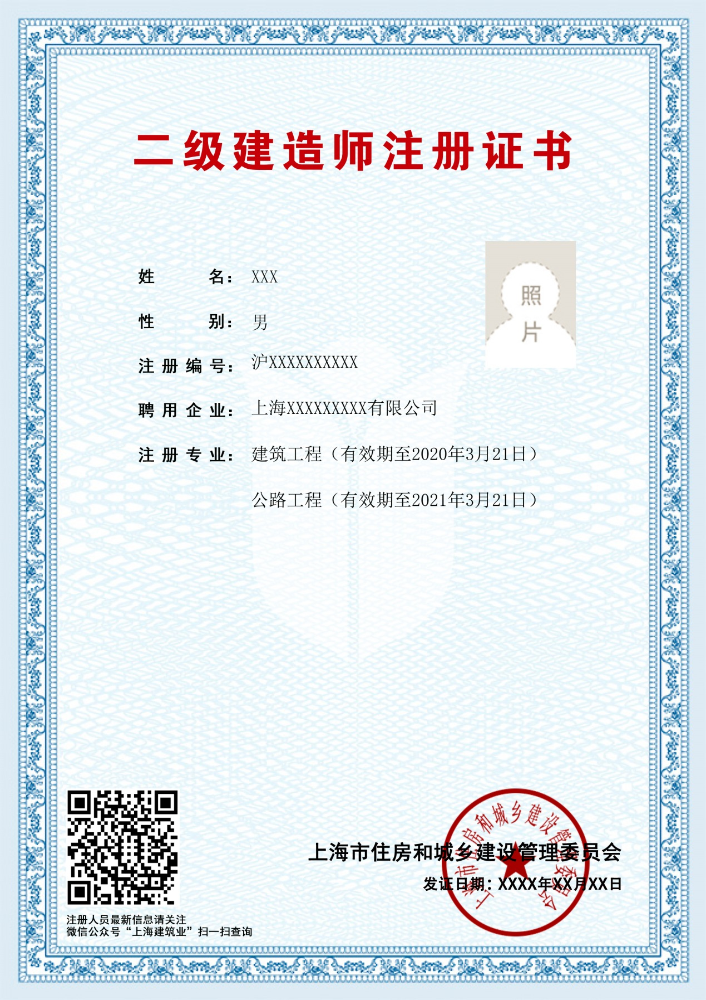 二级建造师注册证书
姓名：XXX
照
片
性别：男
注册编号：沪XXXXXXXXXX
聘用企业：上海XXXXXXXXX有限公司
注册专业：建筑工程（有效期至2020年3月21日）
公路工程（有效期至2021年3月21日）
上海市住房和城乡建设管理委员会
上海市住房和城乡建设管理委员会
发证日期：XXXX年XX月XX日
注册人员最新信息请关注
微信公众号“上海建筑业”扫一扫查询